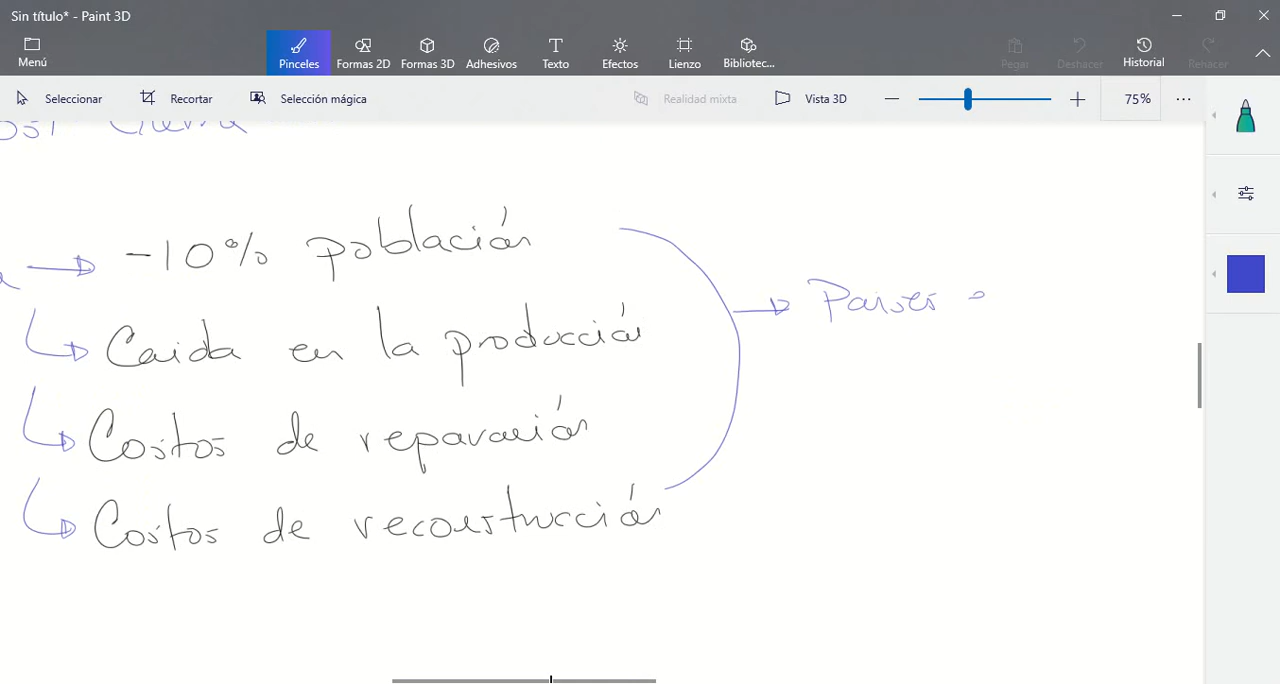 Sin título* - Paint 3D
Menú
Pinceles
Formas 2D
Formas 3D
Adhesivos
Texto
Efectos
Lienzo
Bibliotec...
Pegar
Deshacer
Historial
Rehacer
Seleccionar
Recortar
Selección mágica
Realidad mixta
Vista 3D
75%
-10% población
Caida en la producción
Costos de reparación
Costos de reconstrucción
Paises